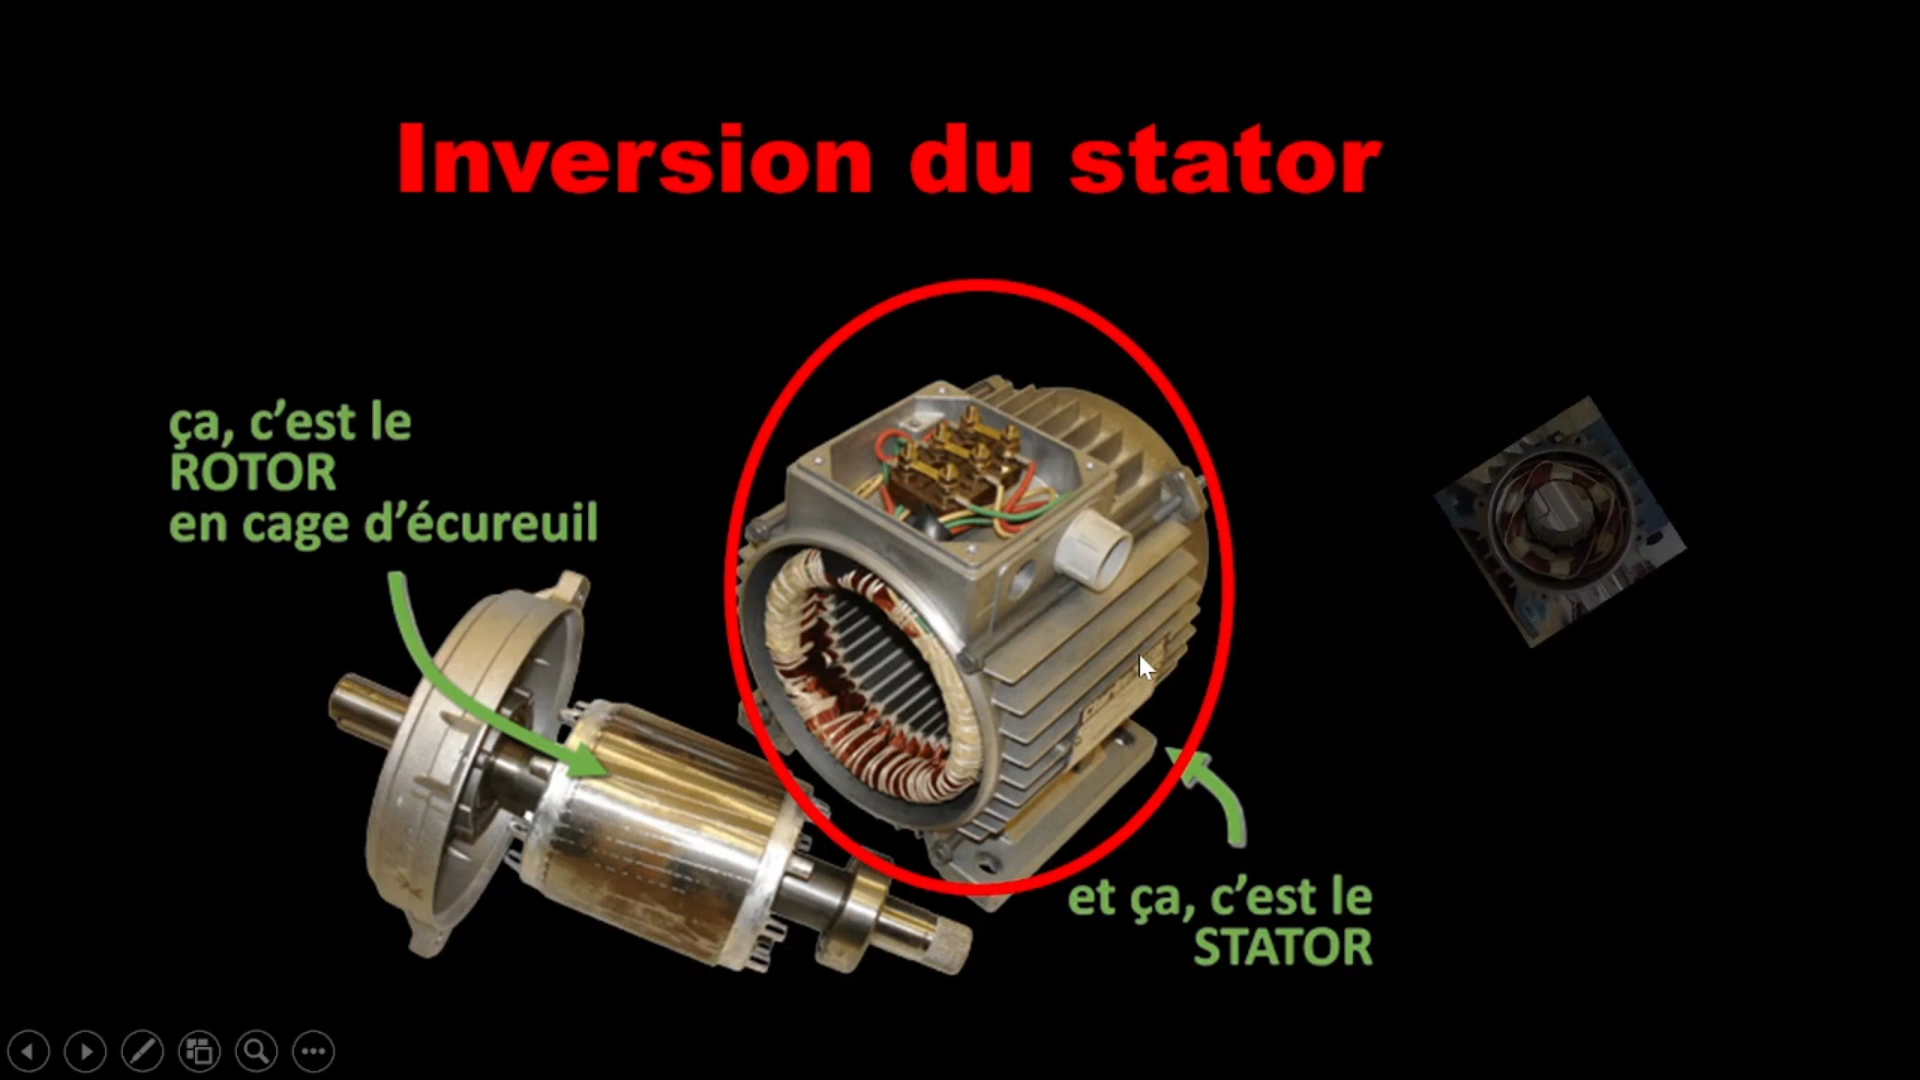 Inversion du stator
ça, c’est le
ROTOR
en cage d’écureuil
et ça, c’est le
STATOR